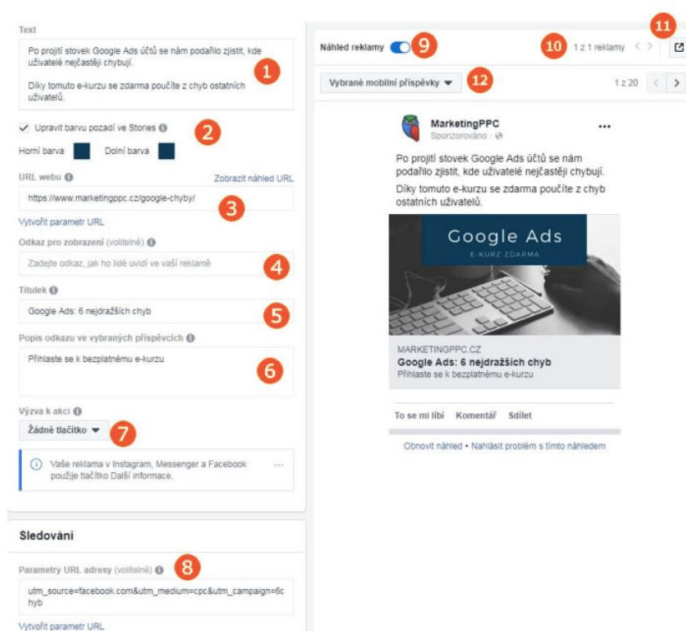 Text
Po projití stovek Google Ads účtů se nám podařilo zjistit, kde
uživatelé nejčastěji chybují.
Díky tomuto e-kurzu se zdarma poučíte z chyb ostatních
uživatelů.
1
Upravit barvu pozadí ve Stories
2
Horní barva
Dolní barva
URL webu
Zobrazit náhled URL
https://www.marketingppc.cz/google-chyby/
3
Vytvořit parametr URL
Odkaz pro zobrazení (volitelné)
Zadejte odkaz, jak ho lidé uvidí ve vaší reklamě
4
Titulek
Google Ads: 6 nejdražších chyb
5
Popis odkazu ve vybraných příspěvcích
Přihlaste se k bezplatnému e-kurzu
6
Výzva k akci
Žádné tlačítko
7
Vaše reklama v Instagram, Messenger a Facebook
použije tlačítko Další informace.
Sledování
Parametry URL adresy (volitelné)
8
utm_source=facebook.com&utm_medium=cpc&utm_campaign=6c
hyb
Vytvořit parametr URL
Náhled reklamy
9
10
1 z 1 reklamy
11
Vybrané mobilní příspěvky
12
1 z 20
MarketingPPC
Sponzorováno
Po projití stovek Google Ads účtů se nám
podařilo zjistit, kde uživatelé nejčastěji chybují.
Díky tomuto e-kurzu se zdarma poučíte z chyb
ostatních uživatelů.
Google Ads
E-KURZ ZDARMA
MARKETINGPPC.CZ
Google Ads: 6 nejdražších chyb
Přihlaste se k bezplatnému e-kurzu
To se mi líbí Komentář Sdílet
Obnovit náhled • Nahlásit problém s tímto náhledem